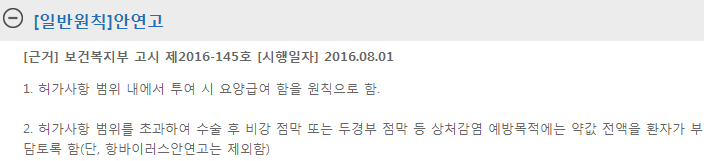 [일반원칙]안연고
[근거] 보건복지부 고시 제2016-145호 [시행일자] 2016.08.01
1. 허가사항 범위 내에서 투여 시 요양급여 함을 원칙으로 함.
2. 허가사항 범위를 초과하여 수술 후 비강 점막 또는 두경부 점막 등 상처감염 예방목적에는 약값 전액을 환자가 부
담토록 함(단, 항바이러스안연고는 제외함)